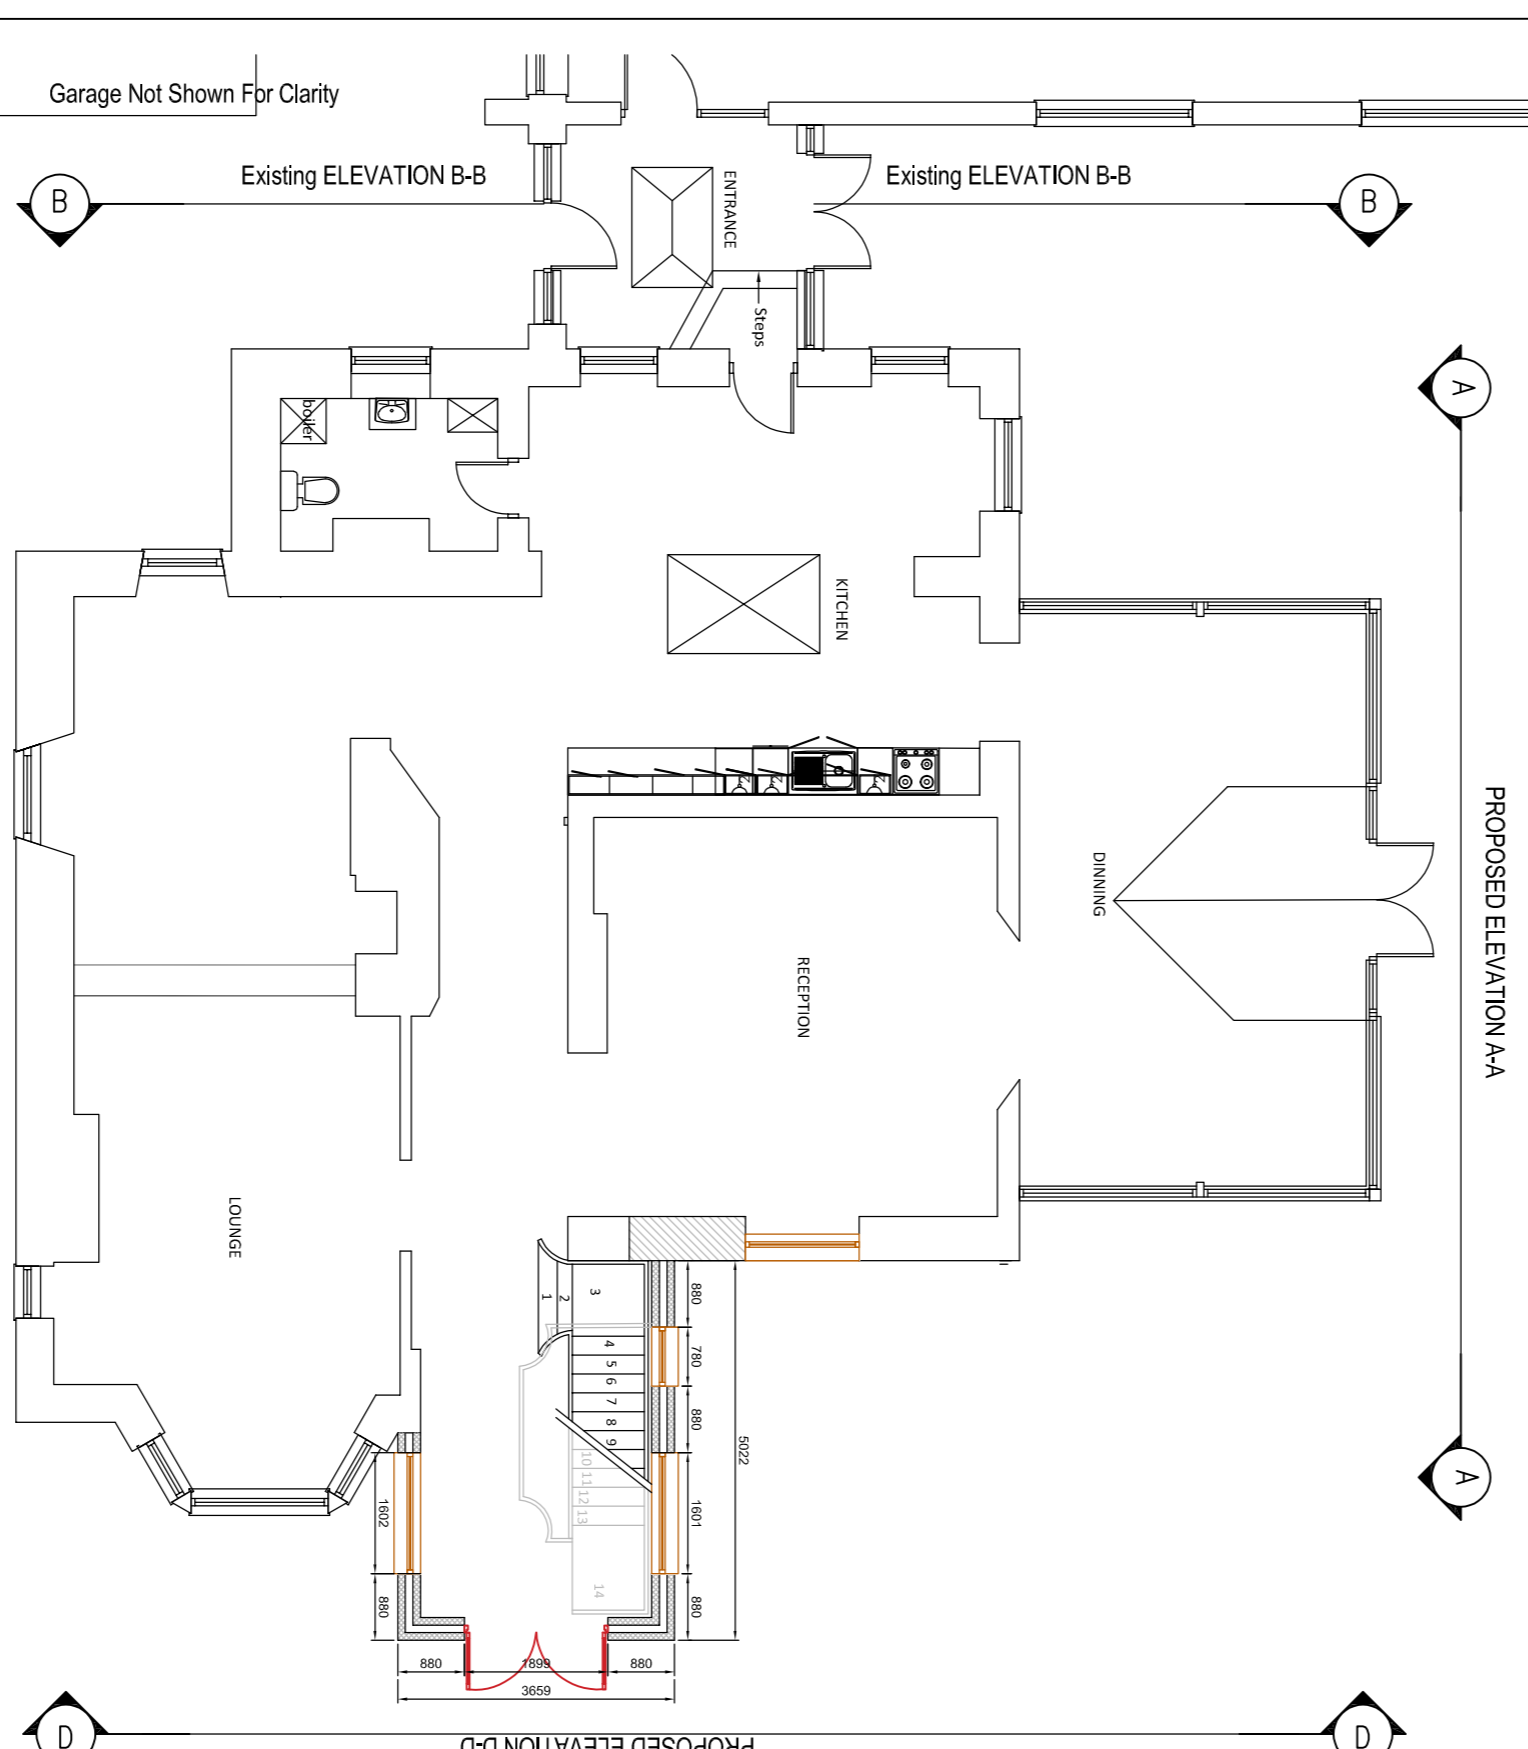 Garage Not Shown For Clarity
Existing ELEVATION B-B
Existing ELEVATION B-B
B
B
ENTRANCE
Steps
A
boiler
KITCHEN
PROPOSED ELEVATION A-A
DINNING
RECEPTION
LOUNGE
1
2
3
4
5
6
7
8
9
10
11
12
13
14
880
780
880
1601
880
5022
1602
880
A
880
1899
880
3659
D
D
PROPOSED ELEVATION D-D